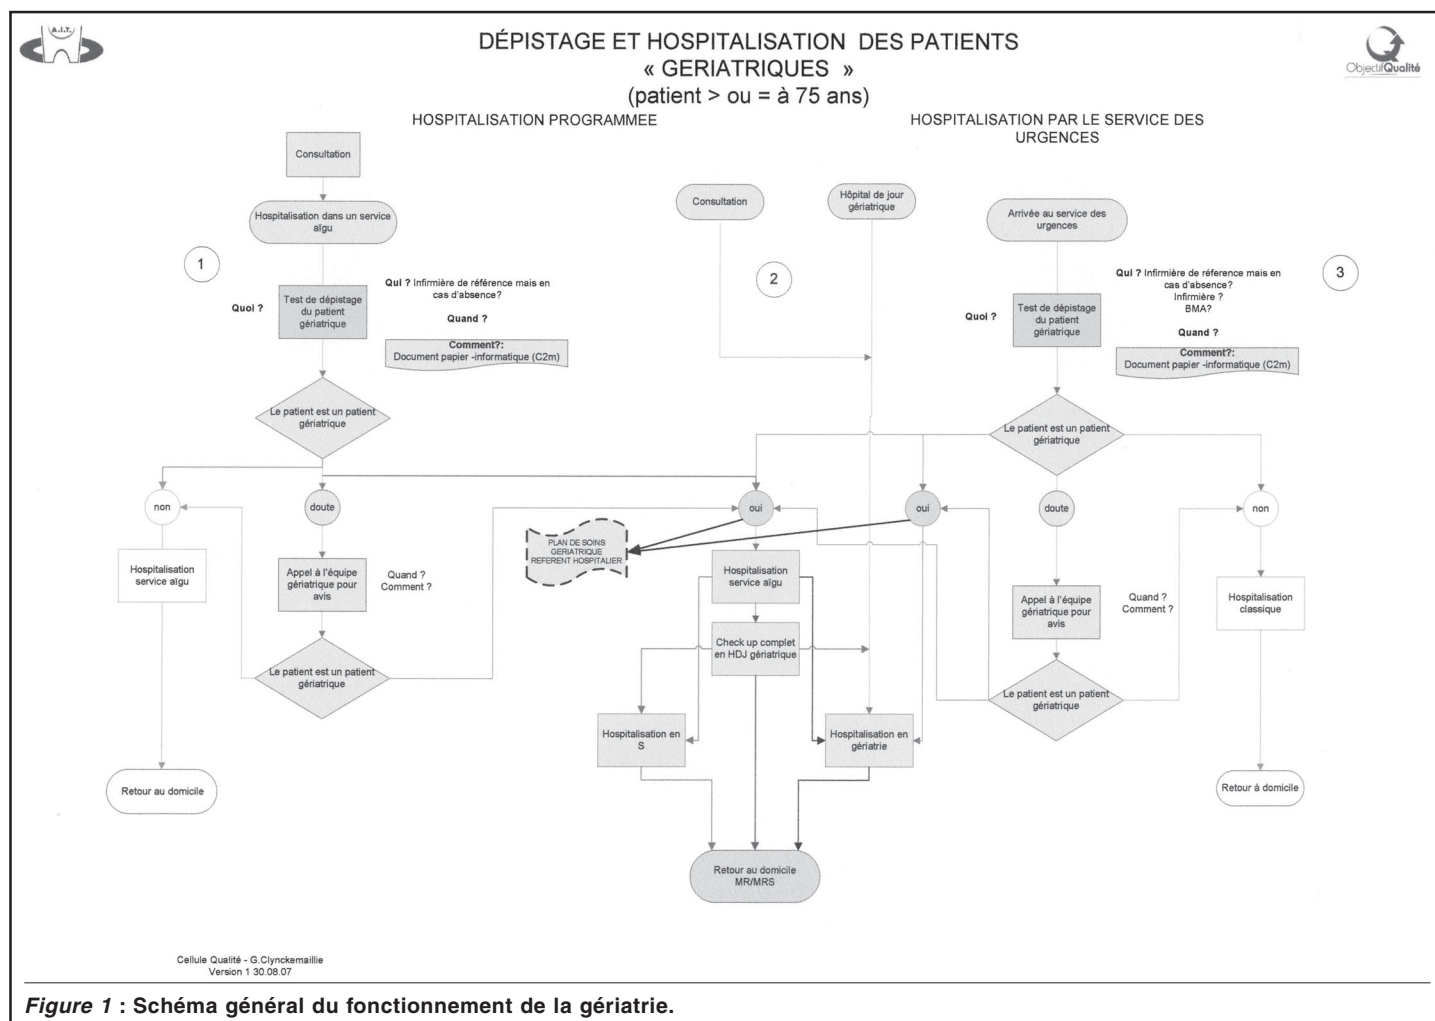 A.I.T.
DÉPISTAGE ET HOSPITALISATION DES PATIENTS
« GERIATRIQUES »
(patient > ou = à 75 ans)
ObjectifQualité
HOSPITALISATION PROGRAMMEE
HOSPITALISATION PAR LE SERVICE DES
URGENCES
Consultation
Hospitalisation dans un service
aïgu
1
Quoi ?
Test de dépistage
du patient
gériatrique
Qui ? Infirmière de référence mais en
cas d'absence?
Quand ?
Comment?:
Document papier -informatique (C2m)
Le patient est un patient
gériatrique
non
doute
Hospitalisation
service aïgu
Appel à l'équipe
gériatrique pour
avis
Quand ?
Comment ?
Le patient est un patient
gériatrique
Retour au domicile
Consultation
Hôpital de jour
gériatrique
2
oui
oui
PLAN DE SOINS
GERIATRIQUE
REFERENT HOSPITALIER
Hospitalisation
service aïgu
Check up complet
en HDJ gériatrique
Hospitalisation en
S
Hospitalisation en
gériatrie
Retour au domicile
MR/MRS
Arrivée au service des
urgences
3
Quoi ?
Test de dépistage
du patient
gériatrique
Qui ? Infirmière de réference mais en
cas d'absence?
Infirmière ?
BMA?
Quand ?
Comment?:
Document papier -informatique (C2m)
Le patient est un patient
gériatrique
doute
non
Appel à l'équipe
gériatrique pour
avis
Quand ?
Comment ?
Hospitalisation
classique
Le patient est un patient
gériatrique
Retour à domicile
Cellule Qualité - G.Clynckemaillie
Version 1 30.08.07
Figure 1 : Schéma général du fonctionnement de la gériatrie.